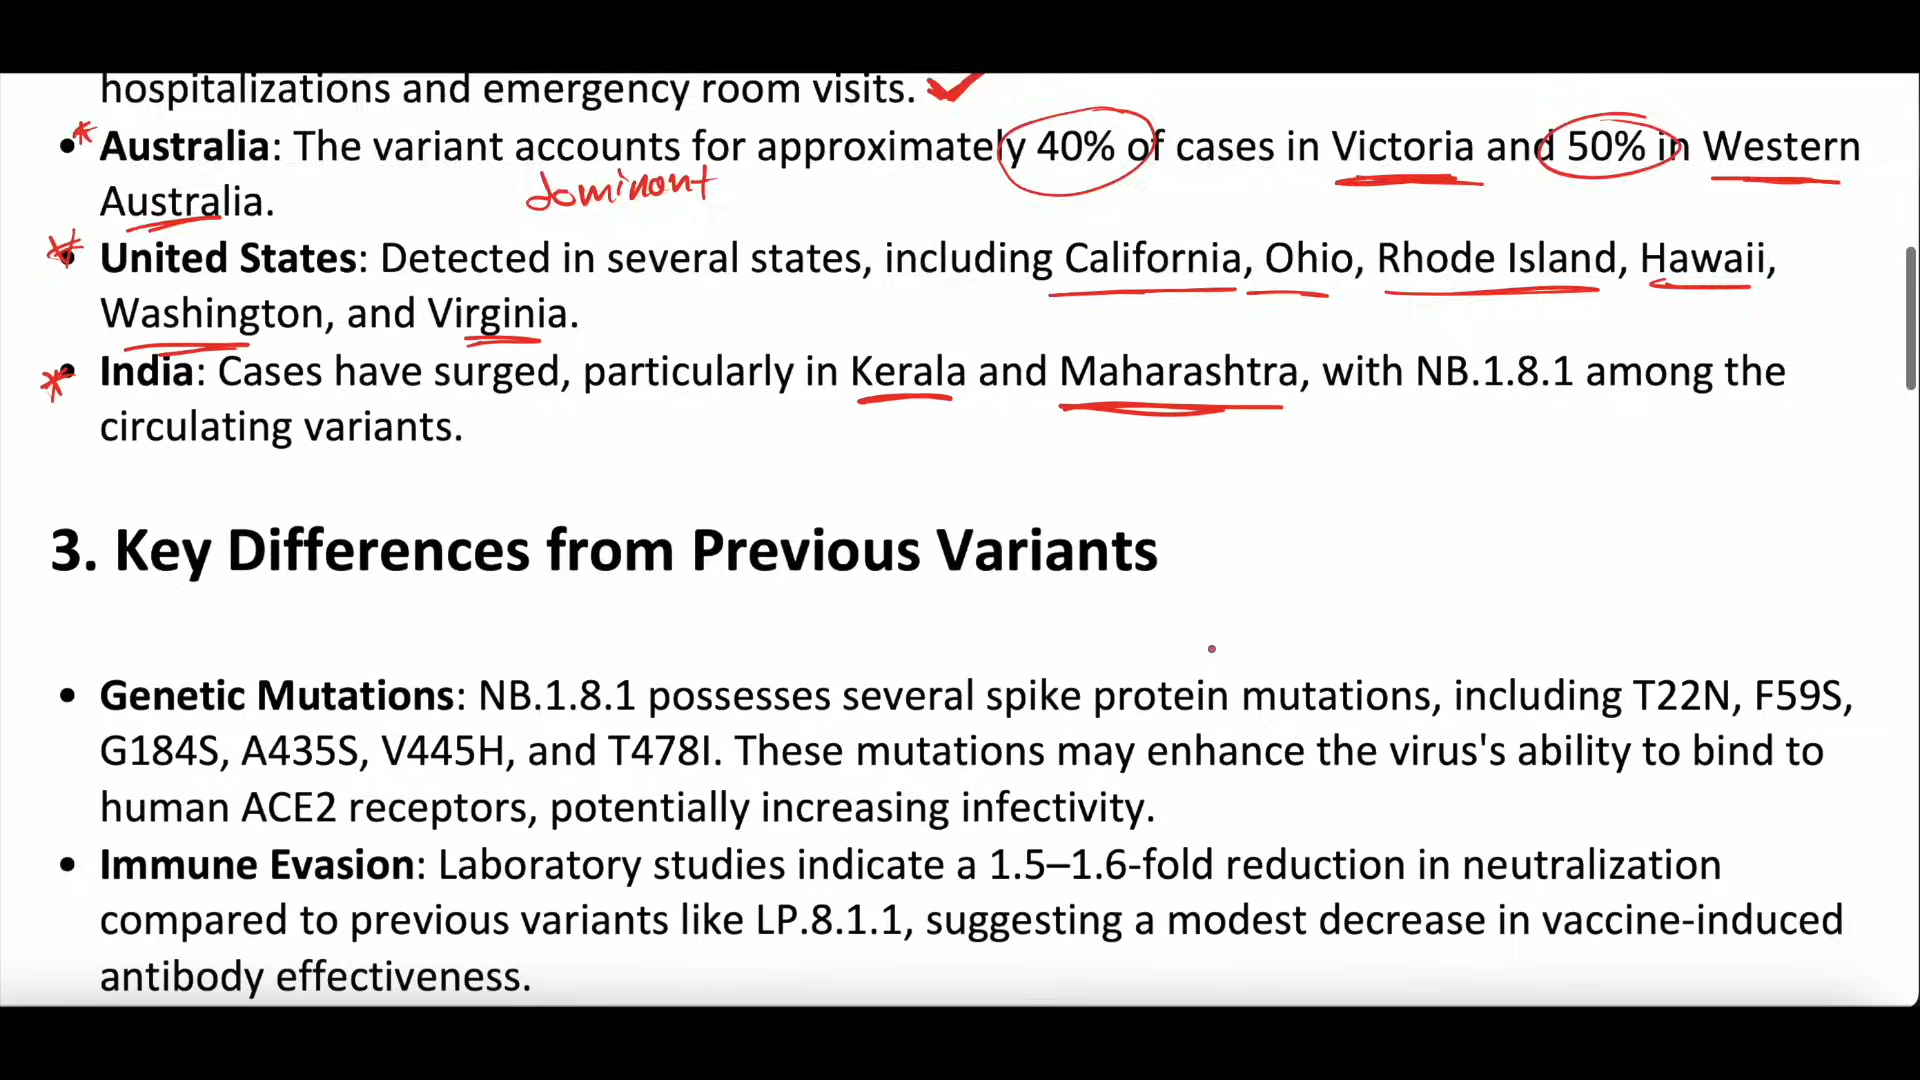 hospitalizations and emergency room visits.
• Australia: The variant accounts for approximately 40% of cases in Victoria and 50% in Western
dominant
Australia.
• United States: Detected in several states, including California, Ohio, Rhode Island, Hawaii,
Washington, and Virginia.
• India: Cases have surged, particularly in Kerala and Maharashtra, with NB.1.8.1 among the
circulating variants.
3. Key Differences from Previous Variants
• Genetic Mutations: NB.1.8.1 possesses several spike protein mutations, including T22N, F59S,
G184S, A435S, V445H, and T478I. These mutations may enhance the virus's ability to bind to
human ACE2 receptors, potentially increasing infectivity.
• Immune Evasion: Laboratory studies indicate a 1.5–1.6-fold reduction in neutralization
compared to previous variants like LP.8.1.1, suggesting a modest decrease in vaccine-induced
antibody effectiveness.